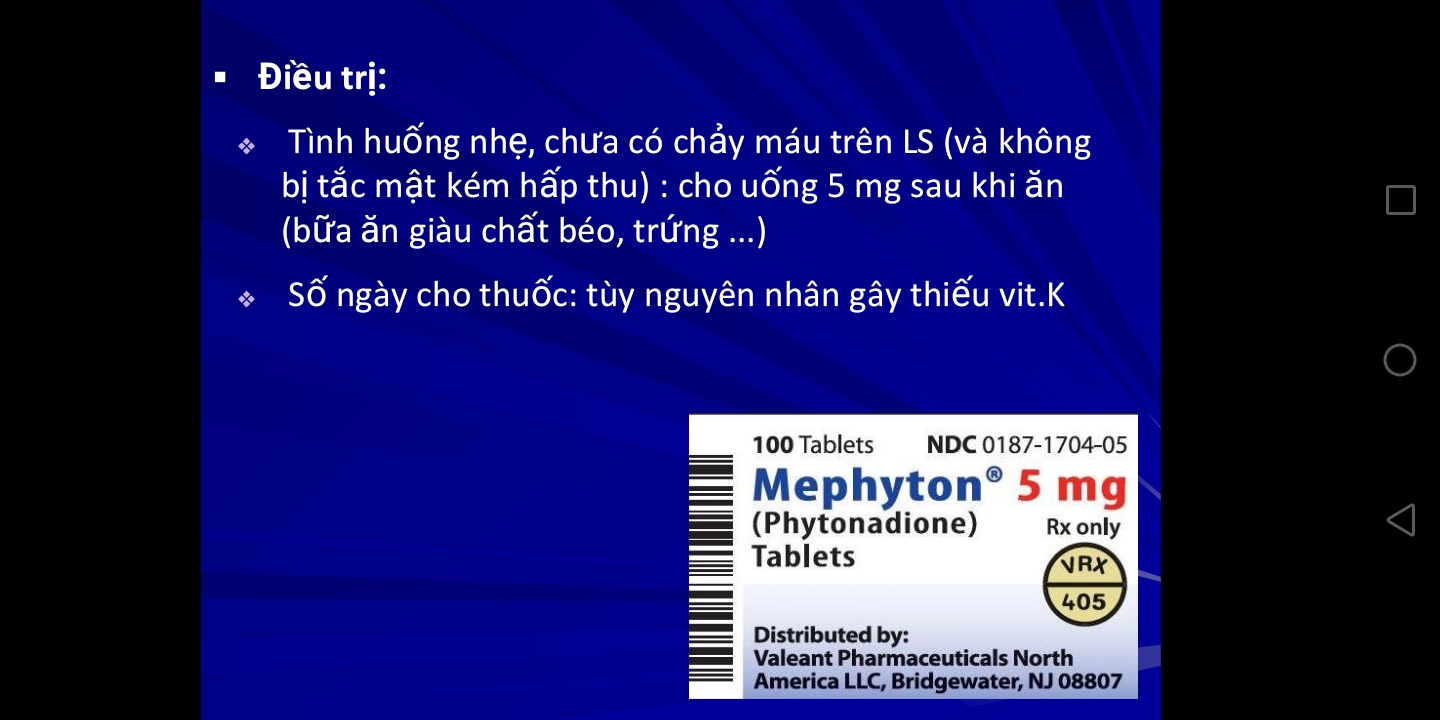 Điều trị:
Tình huống nhẹ, chưa có chảy máu trên LS (và không
bị tắc mật kém hấp thu) : cho uống 5 mg sau khi ăn
(bữa ăn giàu chất béo, trứng ...)
Số ngày cho thuốc: tùy nguyên nhân gây thiếu vit.K
100 Tablets NDC 0187-1704-05
Mephyton® 5 mg
(Phytonadione) Rx only
Tablets
VRX
405
Distributed by:
Valeant Pharmaceuticals North
America LLC, Bridgewater, NJ 08807